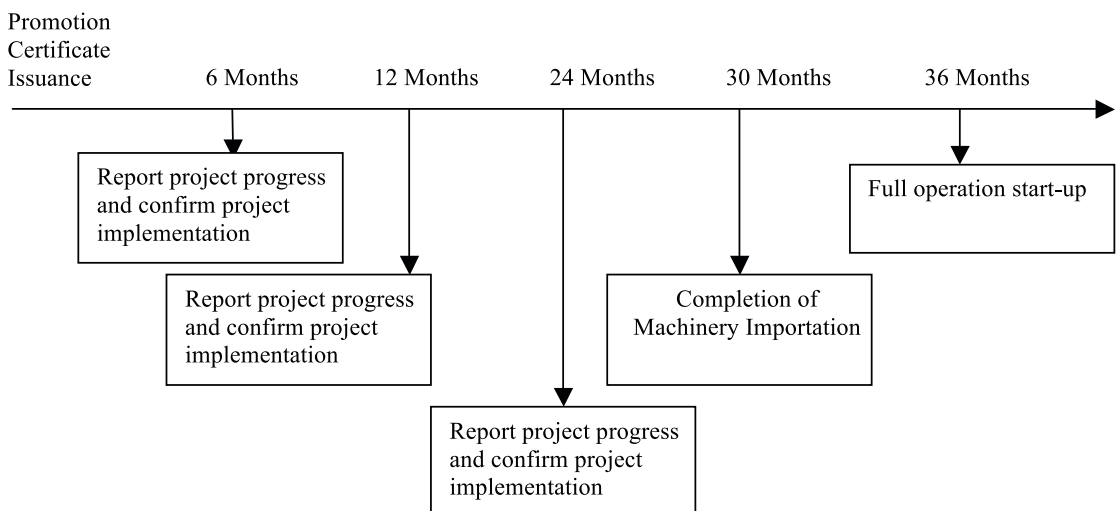 Promotion
Certificate
Issuance
6 Months
12 Months
24 Months
30 Months
36 Months
Report project progress
and confirm project
implementation
Full operation start-up
Report project progress
and confirm project
implementation
Completion of
Machinery Importation
Report project progress
and confirm project
implementation